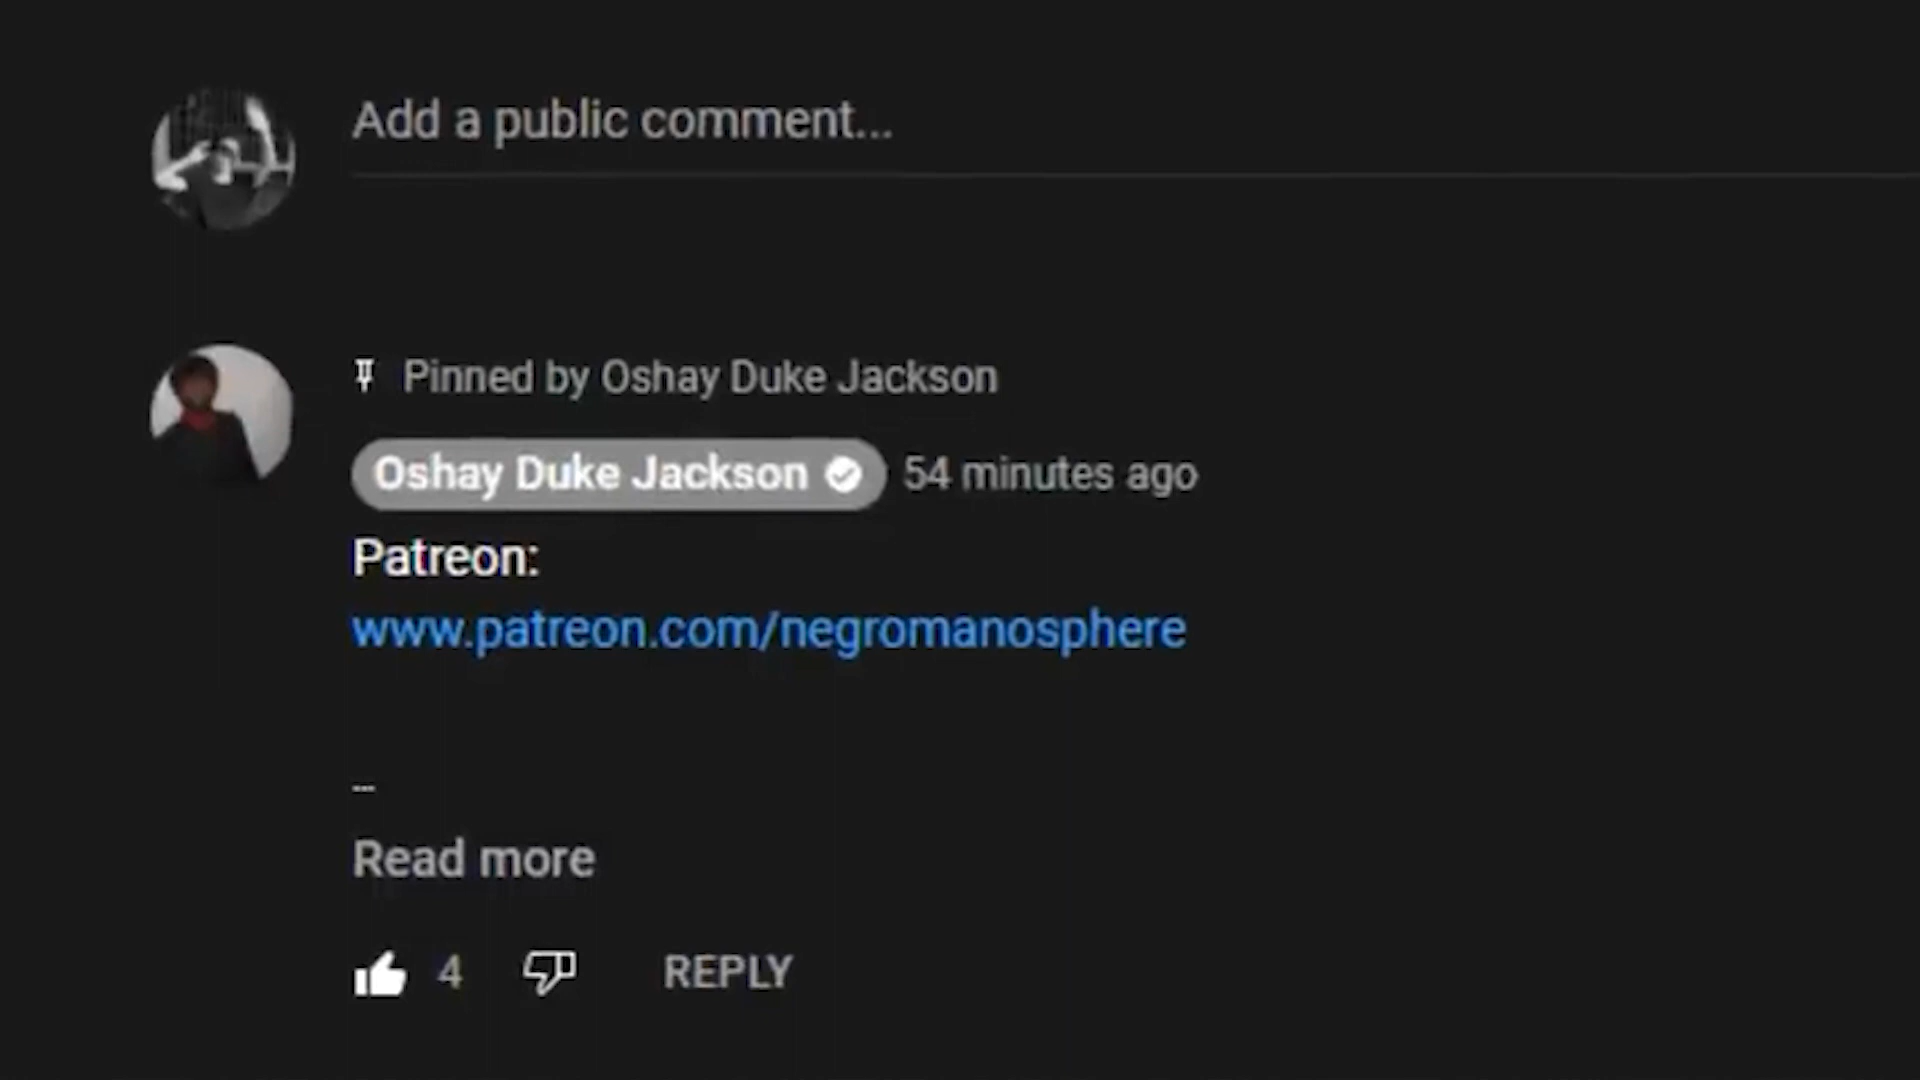 Add a public comment...
Pinned by Oshay Duke Jackson
Oshay Duke Jackson 54 minutes ago
Patreon:
www.patreon.com/negromanosphere
--
Read more
4 REPLY